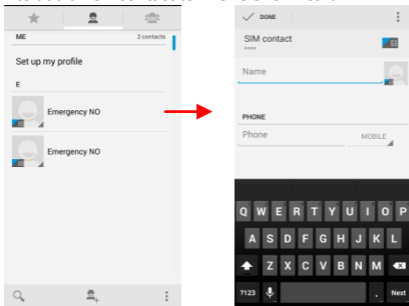 ME
2 contacts
Set up my profile
E
Emergency NO
Emergency NO
DONE
SIM contact
Name
PHONE
Phone
MOBILE
Q W E R T Y U I O P
A S D F G H J K L
Z X C V B N M
?123
.
Next